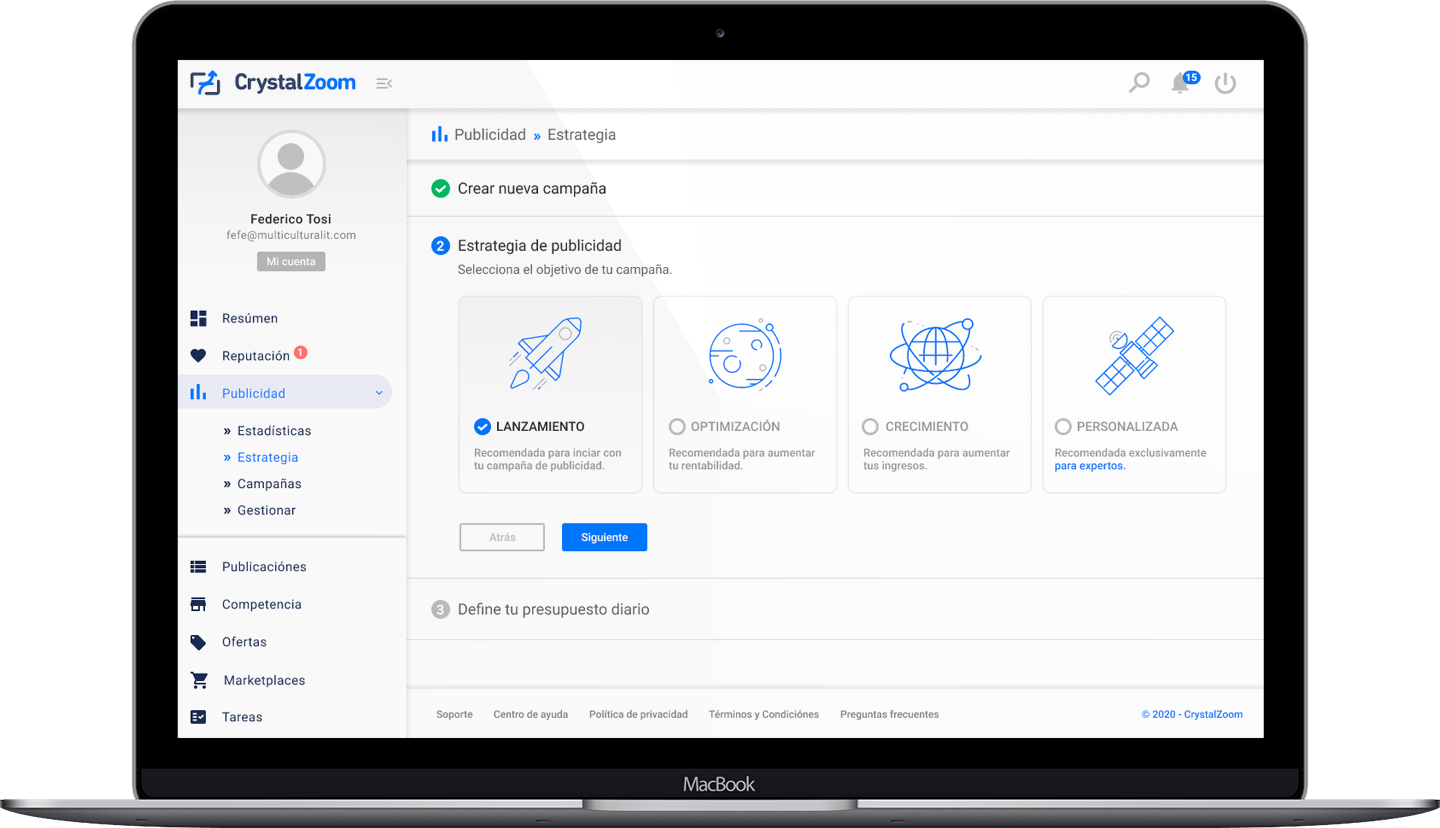 CrystalZoom
15
Federico Tosi
fefe@multiculturalit.com
Mi cuenta
Resúmen
Reputación 1
Publicidad
» Estadísticas
» Estrategia
» Campañas
» Gestionar
Publicaciónes
Competencia
Ofertas
Marketplaces
Tareas
Publicidad » Estrategia
Crear nueva campaña
2 Estrategia de publicidad
Selecciona el objetivo de tu campaña.
LANZAMIENTO
Recomendada para inciar con
tu campaña de publicidad.
OPTIMIZACIÓN
Recomendada para aumentar
tu rentabilidad.
CRECIMIENTO
Recomendada para aumentar
tus ingresos.
PERSONALIZADA
Recomendada exclusivamente
para expertos.
Atrás
Siguiente
3 Define tu presupuesto diario
Soporte
Centro de ayuda
Política de privacidad
Términos y Condiciónes
Preguntas frecuentes
© 2020 - CrystalZoom
MacBook